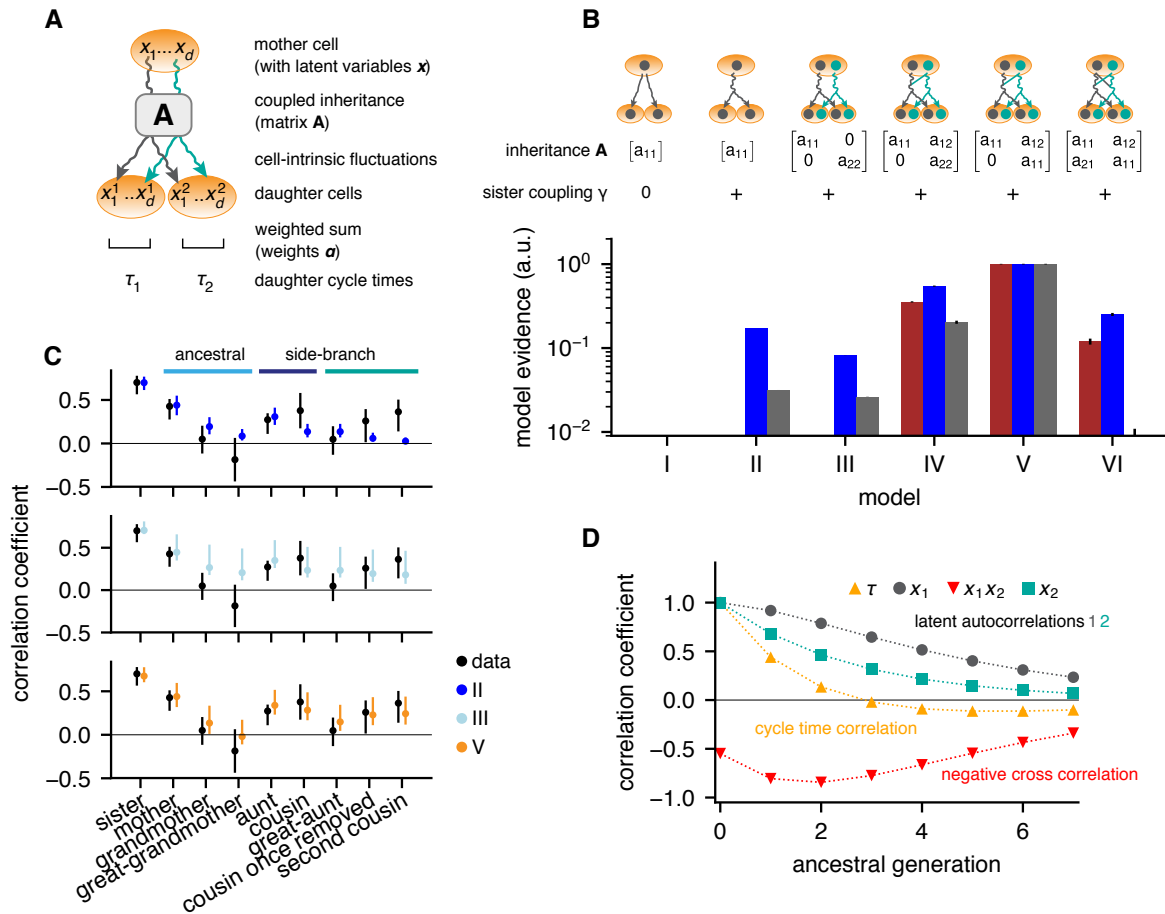 A
x1... xd
mother cell
(with latent variables x)
A
coupled inheritance
(matrix A)
cell-intrinsic fluctuations
x11..xd1
x12..xd2
daughter cells
weighted sum
(weights α)
τ1
τ2
daughter cycle times
B
inheritance A
[a11]
[a11]
[a11 0
0 a22]
[a11 a12
0 a22]
[a11 a12
0 a11]
[a11 a12
a21 a11]
sister coupling γ
0
+
+
+
+
+
model evidence (a.u.)
10⁰
10⁻¹
10⁻²
I
II
III
IV
V
VI
model
C
ancestral
side-branch
correlation coefficient
0.5
0.0
−0.5
0.5
0.0
−0.5
0.5
0.0
−0.5
data
II
III
V
sister
mother
grandmother
great-grandmother
aunt
cousin
great-aunt
cousin once removed
second cousin
D
τ
x1
x1x2
x2
latent autocorrelations 1 2
cycle time correlation
negative cross correlation
correlation coefficient
1.0
0.5
0.0
−0.5
−1.0
0
2
4
6
ancestral generation